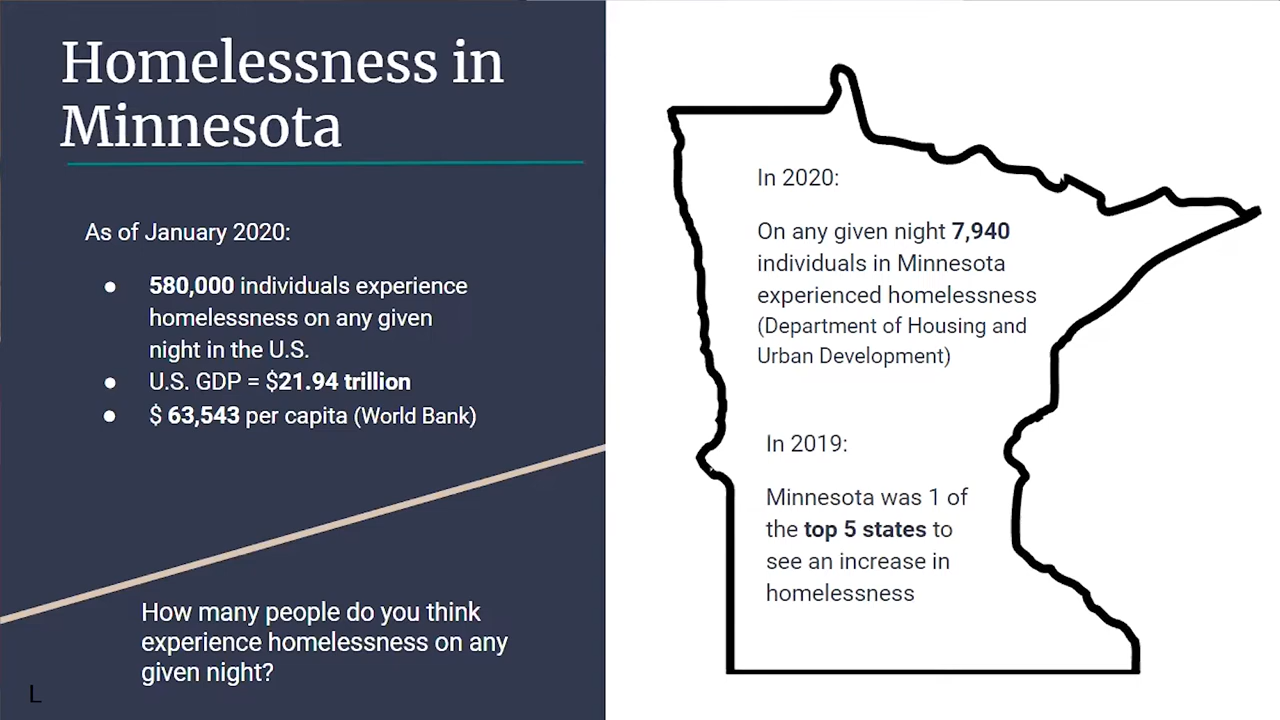 Homelessness in
Minnesota
As of January 2020:
● 580,000 individuals experience
homelessness on any given
night in the U.S.
● U.S. GDP = $21.94 trillion
● $ 63,543 per capita (World Bank)
How many people do you think
experience homelessness on any
given night?
L
In 2020:
On any given night 7,940
individuals in Minnesota
experienced homelessness
(Department of Housing and
Urban Development)
In 2019:
Minnesota was 1 of
the top 5 states to
see an increase in
homelessness